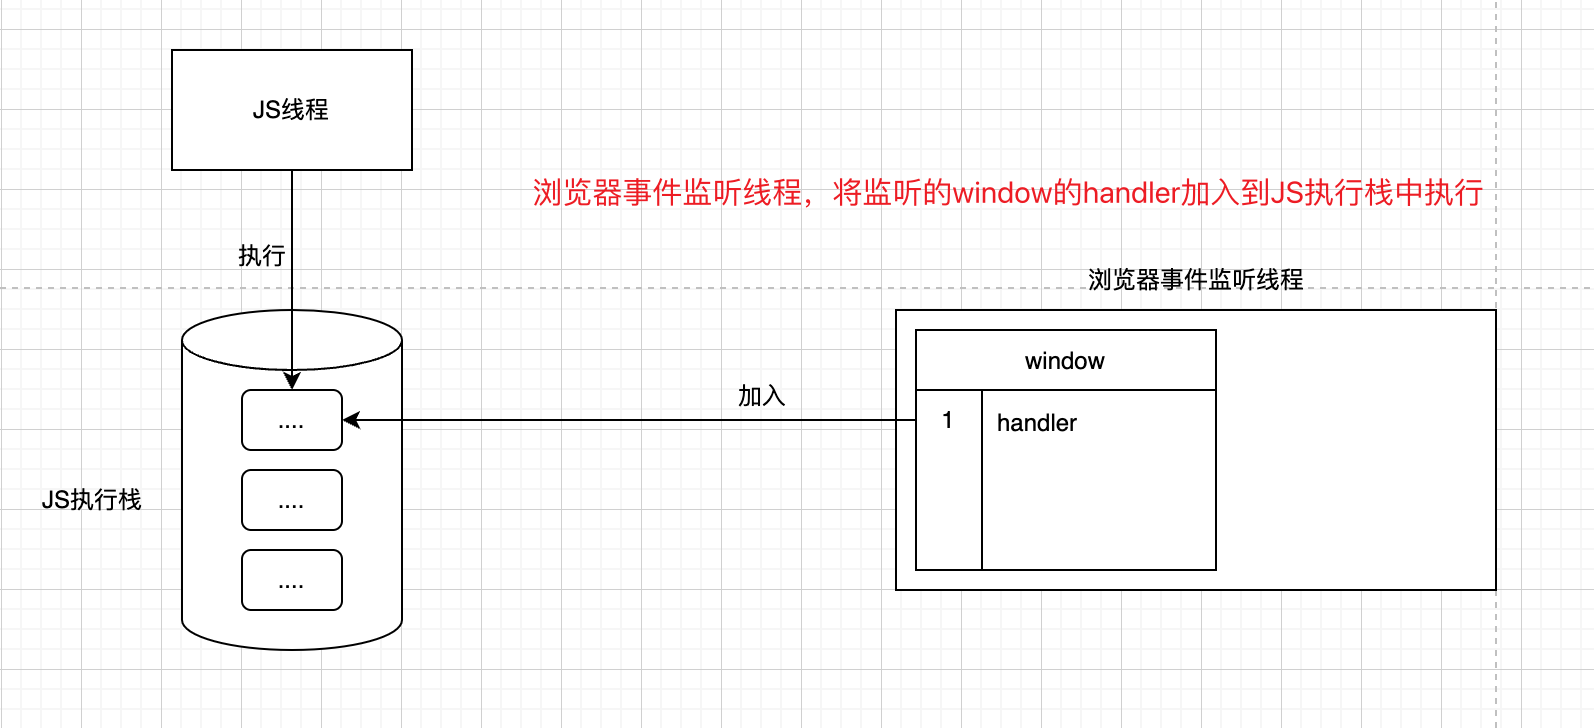 JS线程
浏览器事件监听线程，将监听的window的handler加入到JS执行栈中执行
执行
浏览器事件监听线程
window
加入
1
handler
....
JS执行栈
....
....